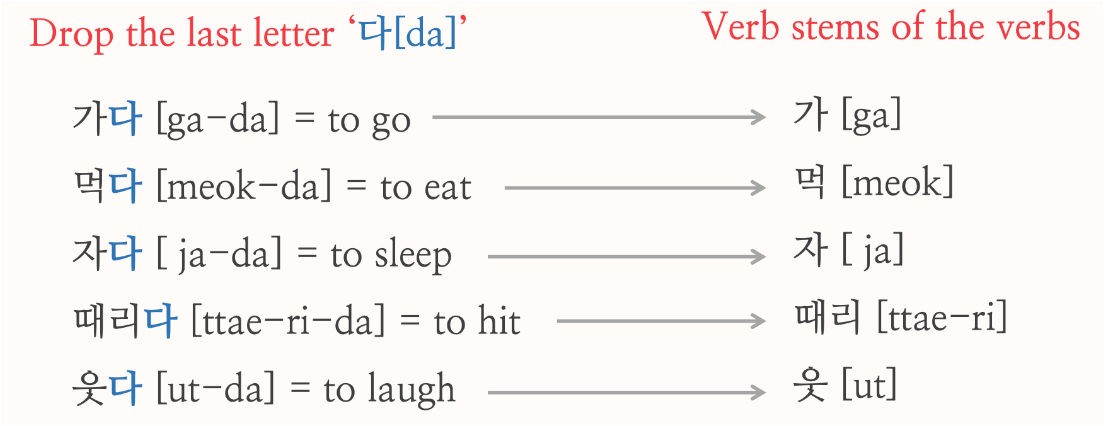 Drop the last letter ‘다[da]’ Verb stems of the verbs
가다 [ga-da] = to go 가 [ga]
먹다 [meok-da] = to eat 먹 [meok]
자다 [ ja-da] = to sleep 자 [ ja]
때리다 [ttae-ri-da] = to hit 때리 [ttae-ri]
웃다 [ut-da] = to laugh 웃 [ut]